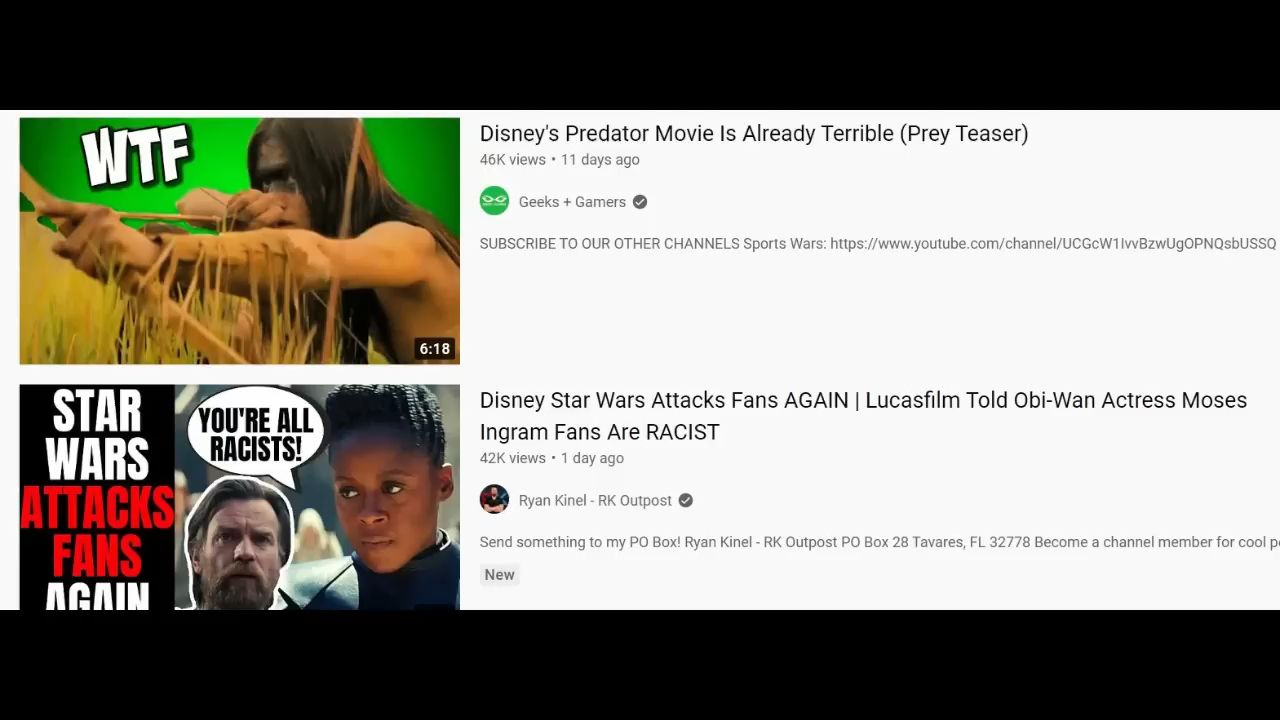 WTF
6:18
Disney's Predator Movie Is Already Terrible (Prey Teaser)
46K views • 11 days ago
Geeks + Gamers
SUBSCRIBE TO OUR OTHER CHANNELS Sports Wars: https://www.youtube.com/channel/UCGcW1IvvBzwUgOPNQsbUSSQ
STAR
WARS
ATTACKS
FANS
AGAIN
YOU'RE ALL
RACISTS!
Disney Star Wars Attacks Fans AGAIN | Lucasfilm Told Obi-Wan Actress Moses
Ingram Fans Are RACIST
42K views • 1 day ago
Ryan Kinel - RK Outpost
Send something to my PO Box! Ryan Kinel - RK Outpost PO Box 28 Tavares, FL 32778 Become a channel member for cool
New